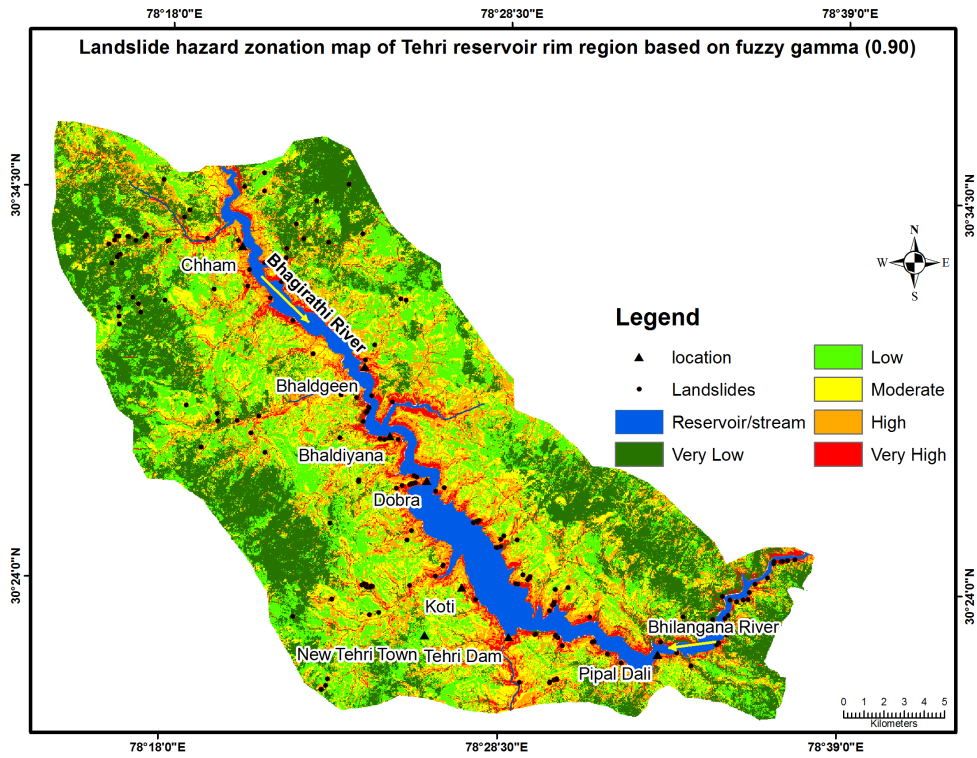 78°18'0"E 78°28'30"E 78°39'0"E
Landslide hazard zonation map of Tehri reservoir rim region based on fuzzy gamma (0.90)
30°34'30"N
30°34'30"N
N
W E
S
Chham
Bhagirathi River
Legend
location
Landslides
Reservoir/stream
Very Low
Low
Moderate
High
Very High
Bhaldgeen
Bhaldiyana
Dobra
30°24'0"N
30°24'0"N
Koti
Bhilangana River
New Tehri Town
Tehri Dam
Pipal Dali
0 1 2 3 4 5
Kilometers
78°18'0"E 78°28'30"E 78°39'0"E